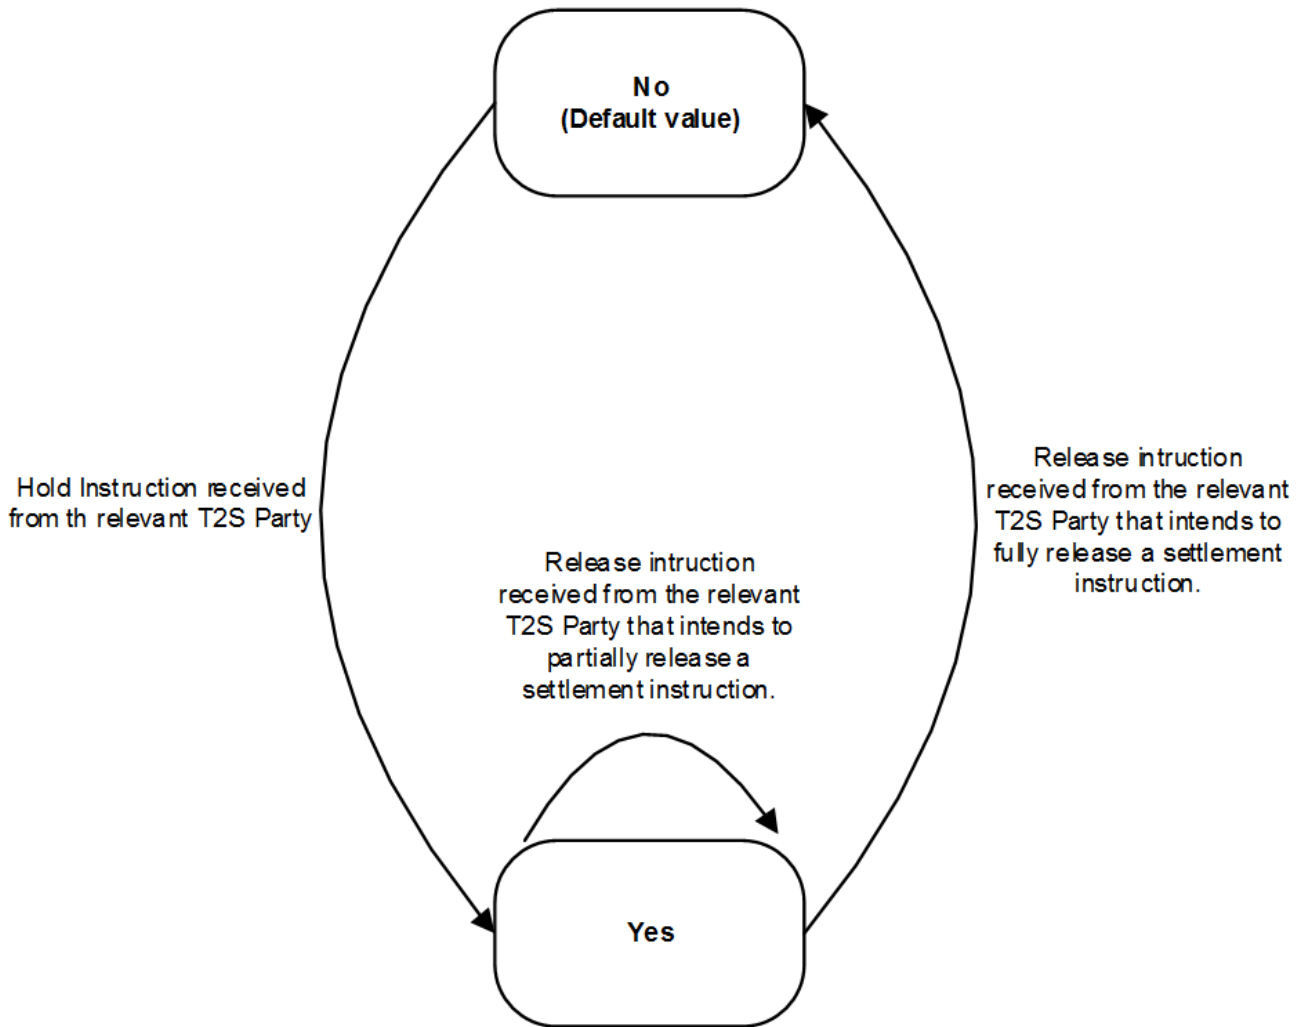 No
(Default value)
Hold Instruction received
from th relevant T2S Party
Release intruction
received from the relevant
T2S Party that intends to
fully release a settlement
instruction.
Release intruction
received from the relevant
T2S Party that intends to
partially release a
settlement instruction.
Yes